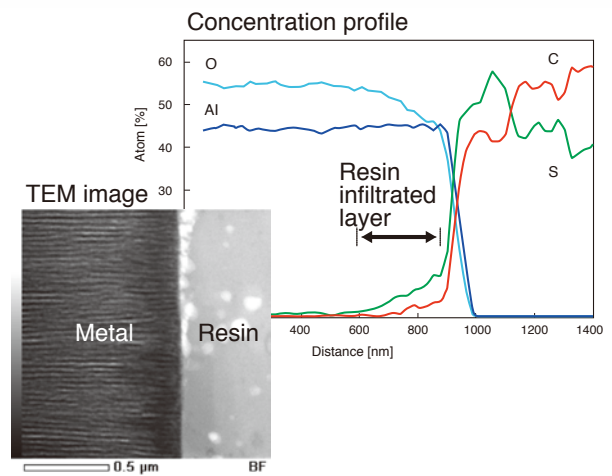 Concentration profile
O
Al
C
S
60
50
40
30
Atom [%]
Resin
infiltrated
layer
400
600
800
1000
1200
1400
Distance [nm]
TEM image
Metal
Resin
0.5 µm
BF